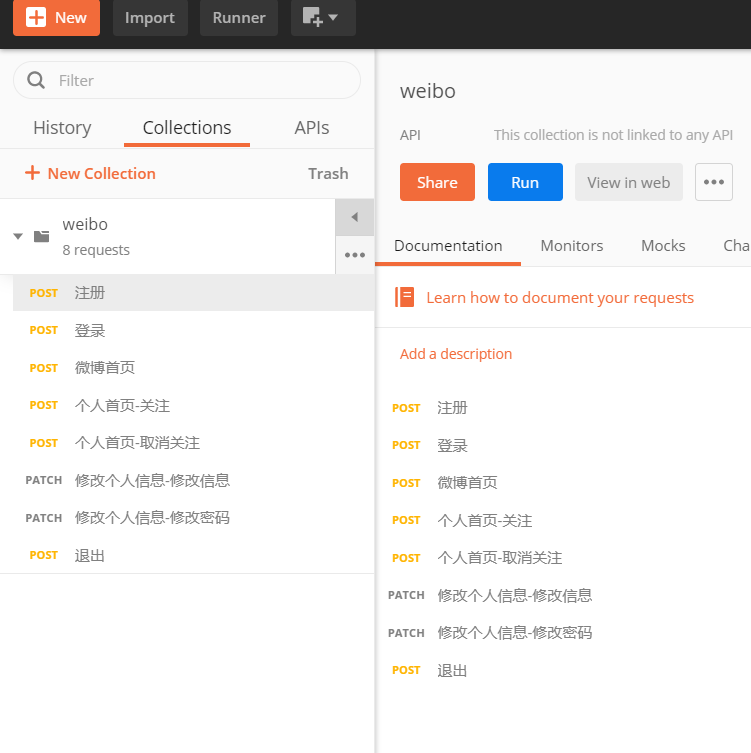 New Import Runner
Filter
History Collections APIs
New Collection Trash
weibo
8 requests
POST 注册
POST 登录
POST 微博首页
POST 个人首页-关注
POST 个人首页-取消关注
PATCH 修改个人信息-修改信息
PATCH 修改个人信息-修改密码
POST 退出
weibo
API This collection is not linked to any API
Share Run View in web
Documentation Monitors Mocks Cha
Learn how to document your requests
Add a description
POST 注册
POST 登录
POST 微博首页
POST 个人首页-关注
POST 个人首页-取消关注
PATCH 修改个人信息-修改信息
PATCH 修改个人信息-修改密码
POST 退出